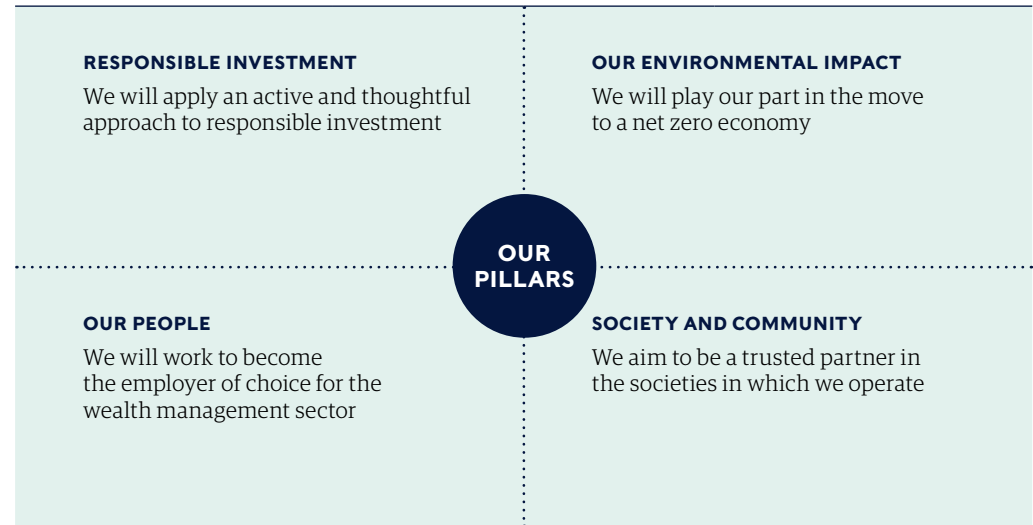 RESPONSIBLE INVESTMENT
We will apply an active and thoughtful
approach to responsible investment
OUR ENVIRONMENTAL IMPACT
We will play our part in the move
to a net zero economy
OUR
PILLARS
OUR PEOPLE
We will work to become
the employer of choice for the
wealth management sector
SOCIETY AND COMMUNITY
We aim to be a trusted partner in
the societies in which we operate